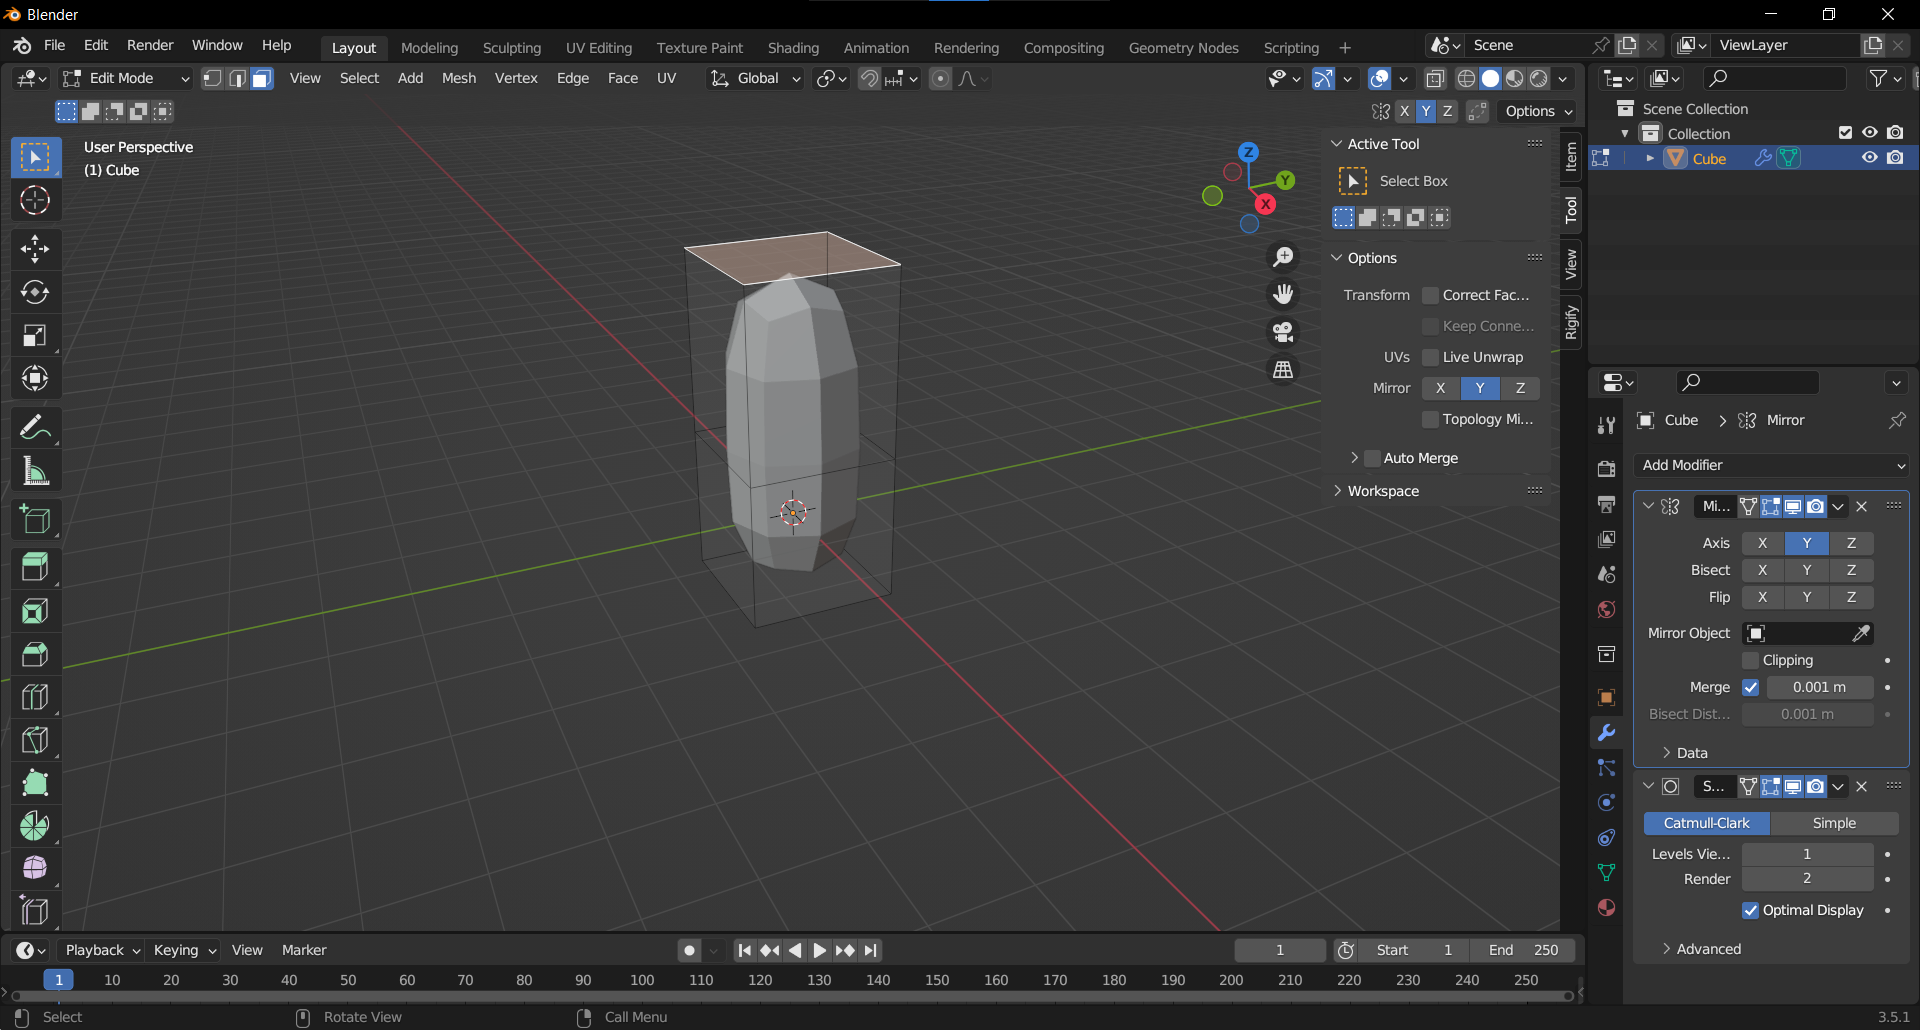 Blender
File Edit Render Window Help Layout Modeling Sculpting UV Editing Texture Paint Shading Animation Rendering Compositing Geometry Nodes Scripting + Scene ViewLayer
Edit Mode View Select Add Mesh Vertex Edge Face UV Global
X Y Z Options
Scene Collection
Collection
Cube
User Perspective
(1) Cube
Z
Y
X
Active Tool
Select Box
Options
Transform Correct Fac...
Keep Conne...
UVs Live Unwrap
Mirror X Y Z
Topology Mi...
Auto Merge
Workspace
Item
Tool
View
Rigify
Cube > Mirror
Add Modifier
Mi...
Axis X Y Z
Bisect X Y Z
Flip X Y Z
Mirror Object
Clipping
Merge 0.001 m
Bisect Dist... 0.001 m
Data
S...
Catmull-Clark Simple
Levels Vie... 1
Render 2
Optimal Display
Advanced
Playback Keying View Marker 1 Start 1 End 250
1 10 20 30 40 50 60 70 80 90 100 110 120 130 140 150 160 170 180 190 200 210 220 230 240 250
Select Rotate View Call Menu 3.5.1